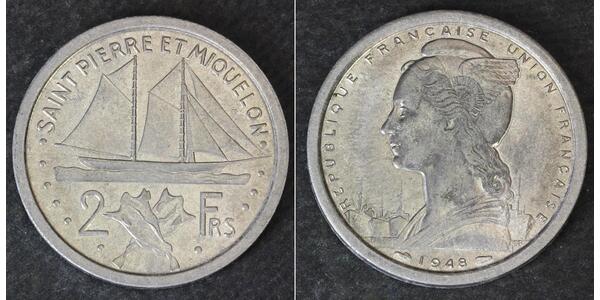 · SAINT PIERRE ET MIQUELON ·
2 FRS
RÉPUBLIQUE FRANÇAISE UNION FRANÇAISE
1948